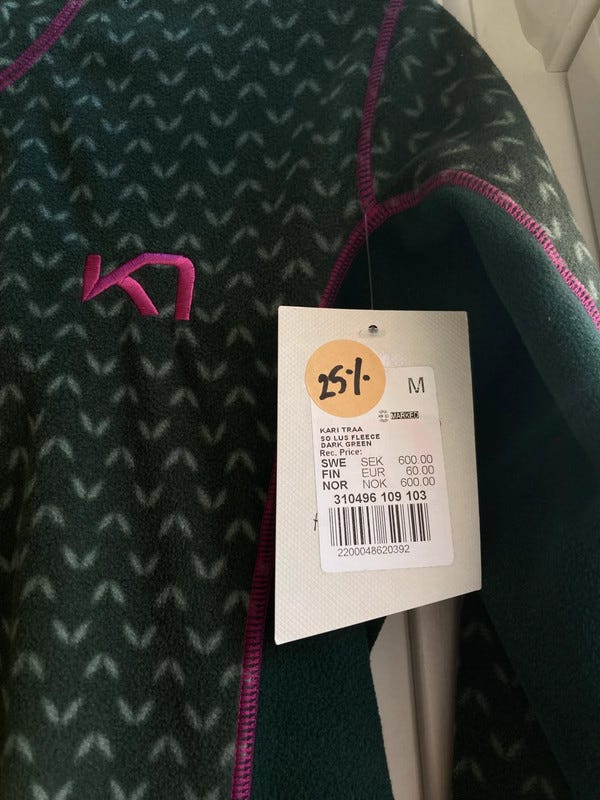 25%
M
MARKED
KARI TRAA
SO LUS FLEECE
DARK GREEN
Rec. Price:
SWE SEK 600.00
FIN EUR 60.00
NOR NOK 600.00
310496 109 103
2200048620392